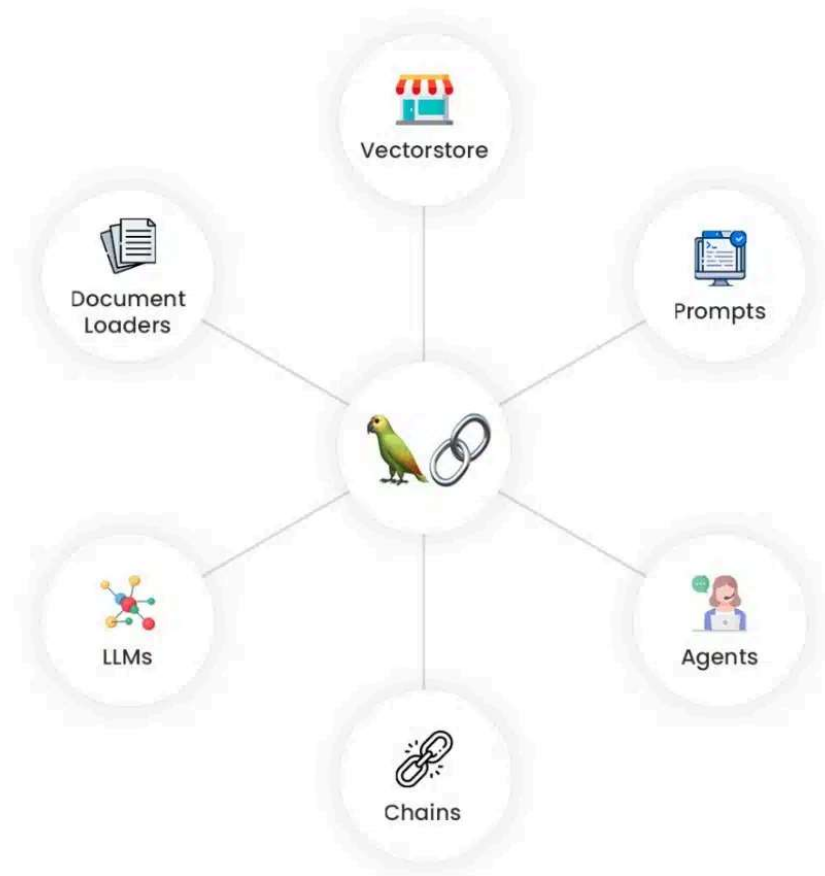 Vectorstore
Document
Loaders
Prompts
LLMs
Agents
Chains